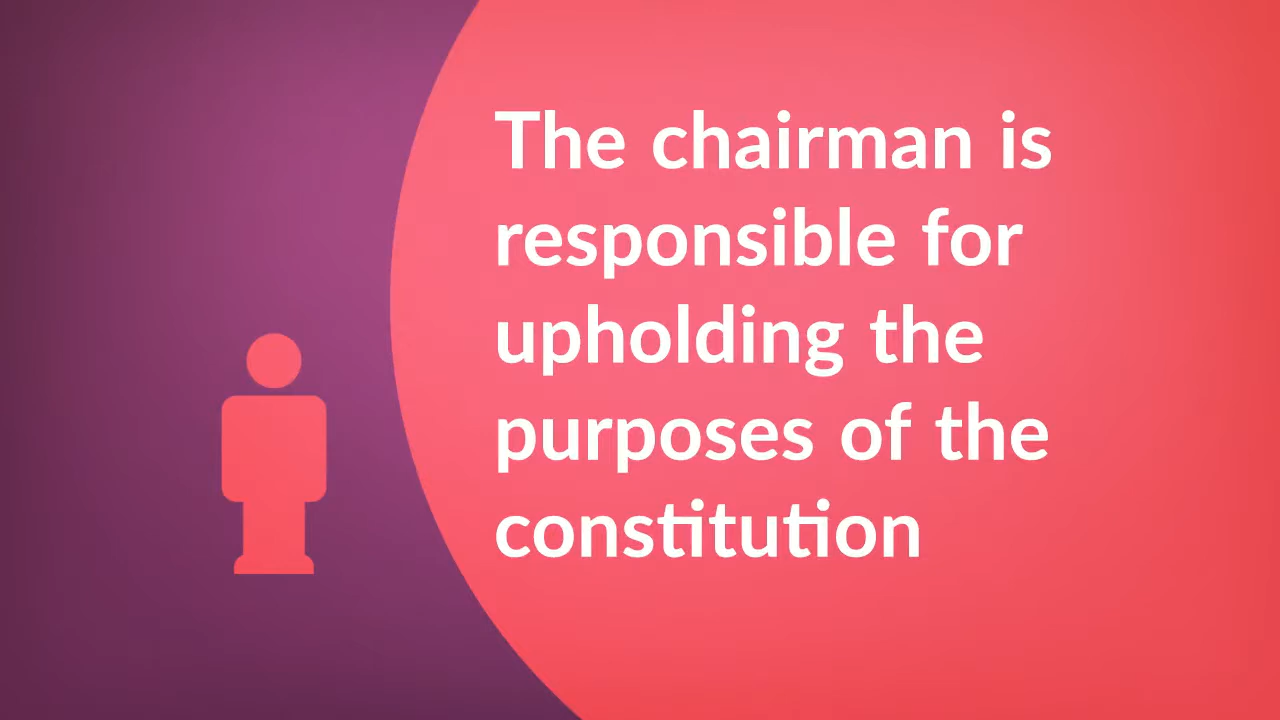 The chairman is
responsible for
upholding the
purposes of the
constitution